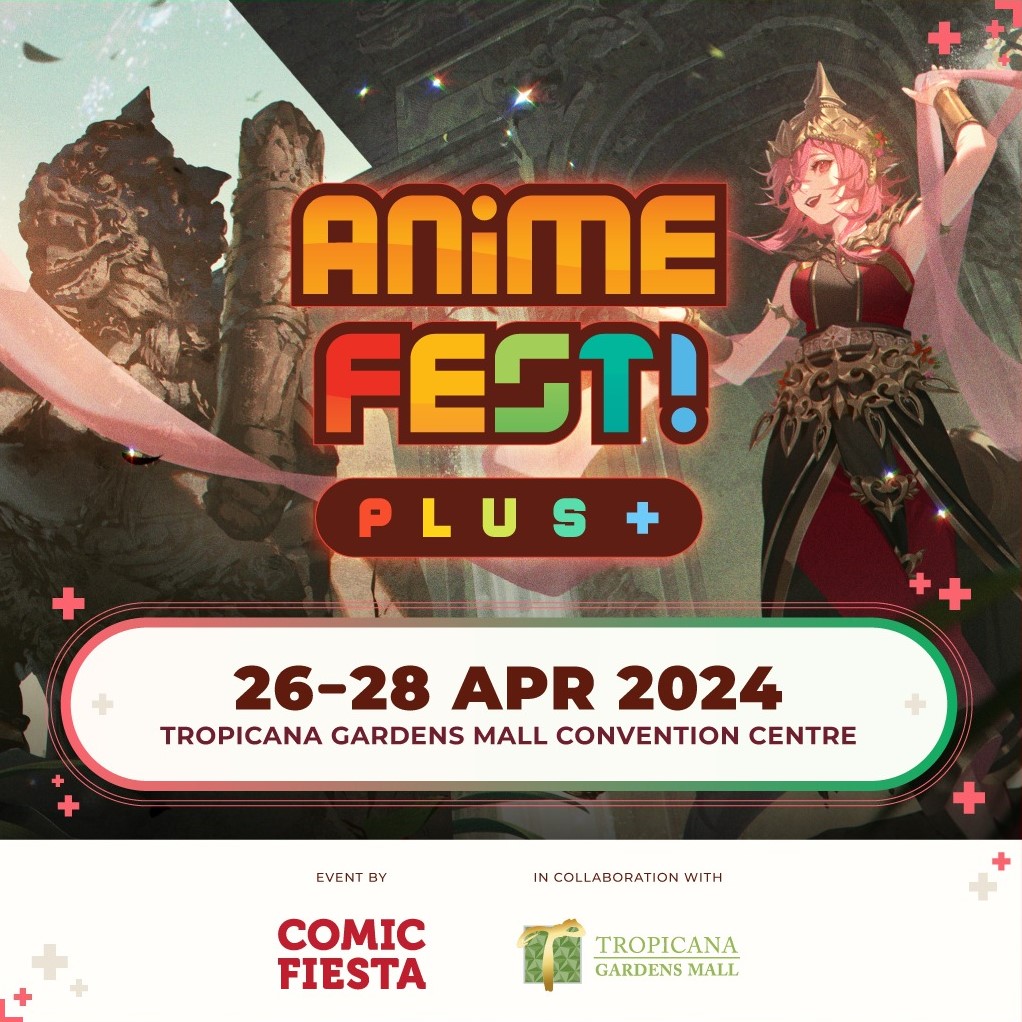 ANiME
FEST!
PLUS+
26-28 APR 2024
TROPICANA GARDENS MALL CONVENTION CENTRE
EVENT BY
IN COLLABORATION WITH
COMIC
FIESTA
T
TROPICANA
GARDENS MALL